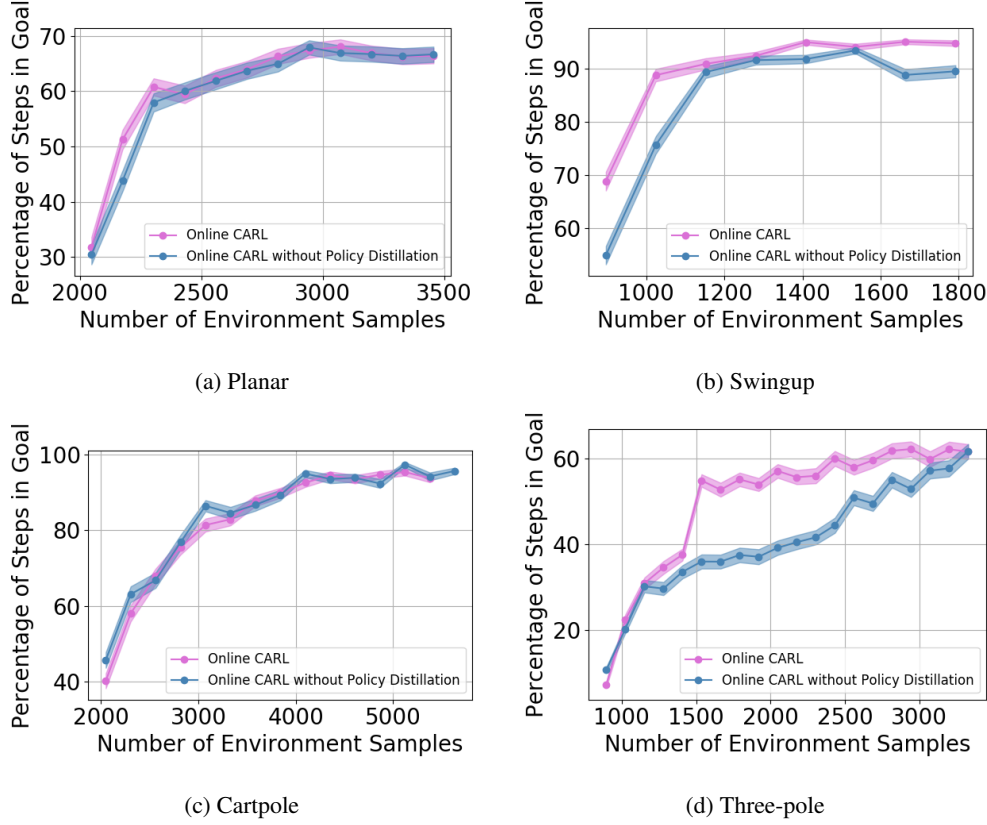 Percentage of Steps in Goal
70
60
50
40
30
2000
2500
3000
3500
Number of Environment Samples
Online CARL
Online CARL without Policy Distillation
(a) Planar
Percentage of Steps in Goal
90
80
70
60
1000
1200
1400
1600
1800
Number of Environment Samples
Online CARL
Online CARL without Policy Distillation
(b) Swingup
Percentage of Steps in Goal
100
80
60
40
2000
3000
4000
5000
Number of Environment Samples
Online CARL
Online CARL without Policy Distillation
(c) Cartpole
Percentage of Steps in Goal
60
40
20
1000
1500
2000
2500
3000
Number of Environment Samples
Online CARL
Online CARL without Policy Distillation
(d) Three-pole